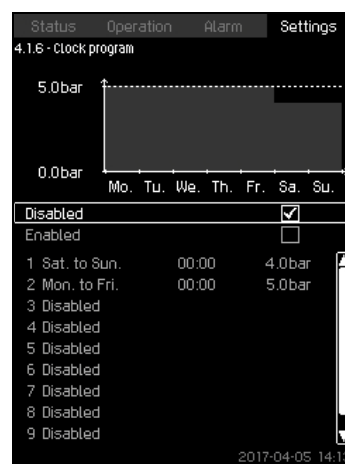 Status Operation Alarm Settings
4.1.6 - Clock program
5.0bar
0.0bar
Mo. Tu. We. Th. Fr. Sa. Su.
Disabled
Enabled
1 Sat. to Sun. 00:00 4.0bar
2 Mon. to Fri. 00:00 5.0bar
3 Disabled
4 Disabled
5 Disabled
6 Disabled
7 Disabled
8 Disabled
9 Disabled
2017-04-05